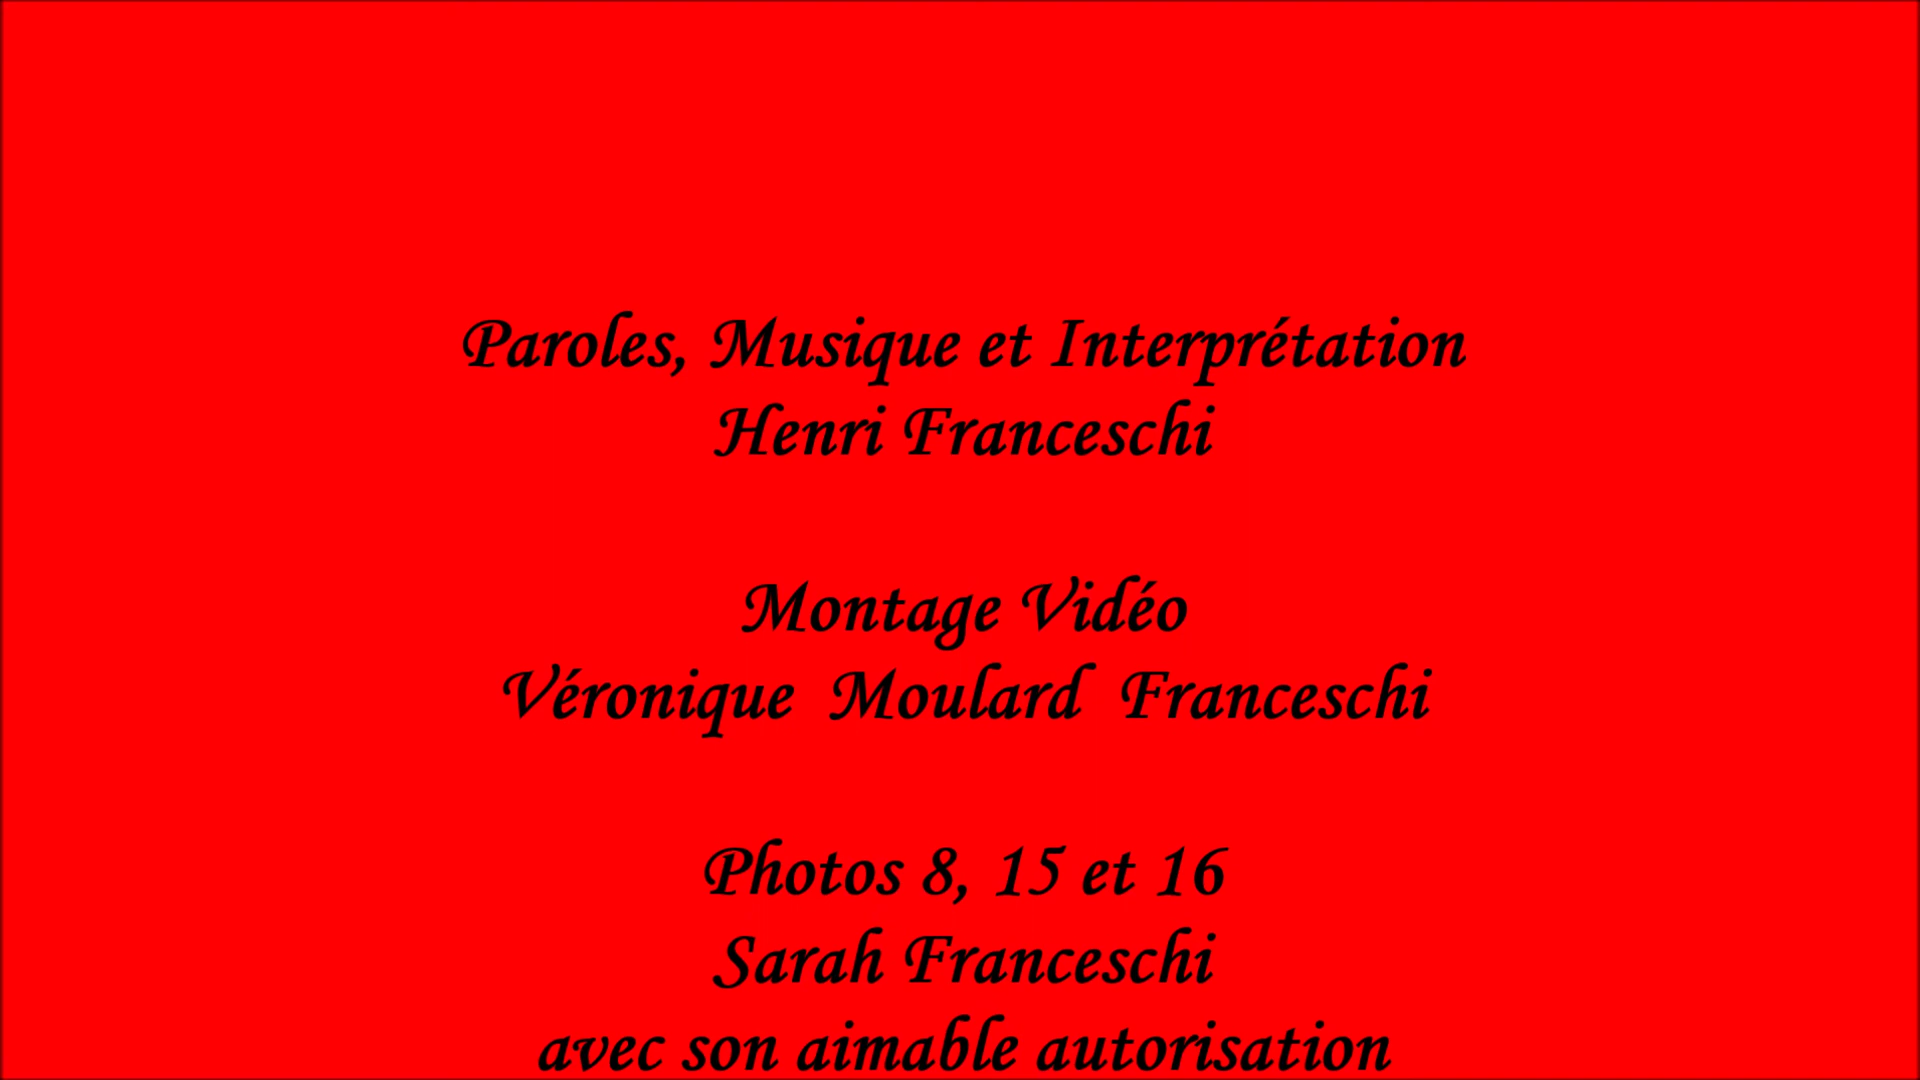 Paroles, Musique et Interprétation
Henri Franceschi
Montage Vidéo
Véronique Moulard Franceschi
Photos 8, 15 et 16
Sarah Franceschi
avec son aimable autorisation